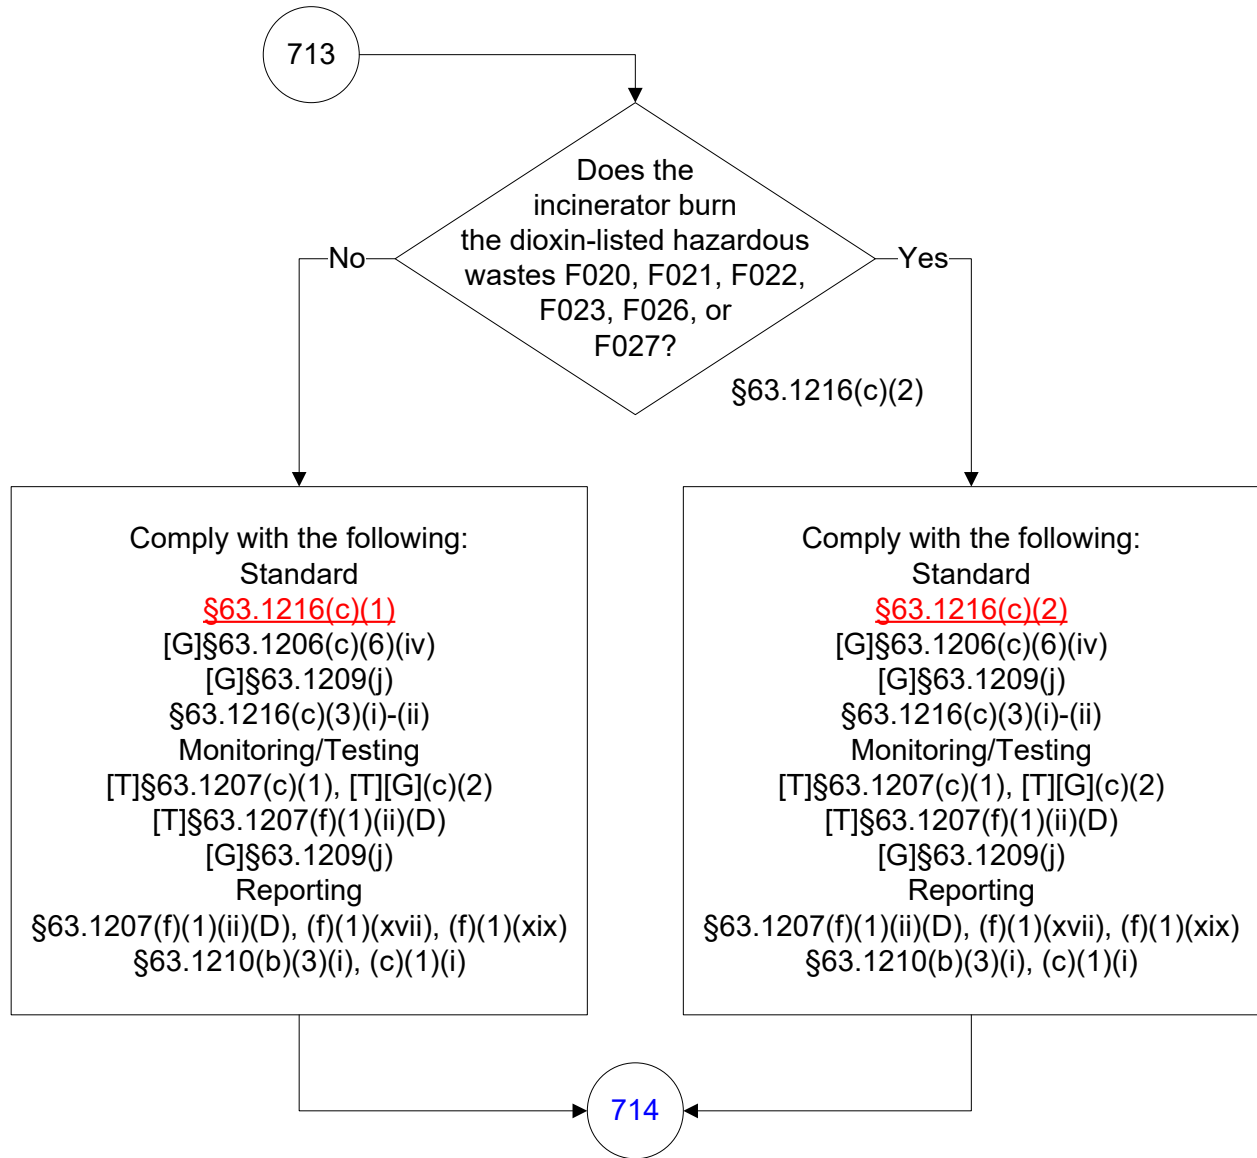 713
Does the
incinerator burn
the dioxin-listed hazardous
wastes F020, F021, F022,
F023, F026, or
F027?
No
Yes
§63.1216(c)(2)
Comply with the following:
Standard
§63.1216(c)(1)
[G]§63.1206(c)(6)(iv)
[G]§63.1209(j)
§63.1216(c)(3)(i)-(ii)
Monitoring/Testing
[T]§63.1207(c)(1), [T][G](c)(2)
[T]§63.1207(f)(1)(ii)(D)
[G]§63.1209(j)
Reporting
§63.1207(f)(1)(ii)(D), (f)(1)(xvii), (f)(1)(xix)
§63.1210(b)(3)(i), (c)(1)(i)
Comply with the following:
Standard
§63.1216(c)(2)
[G]§63.1206(c)(6)(iv)
[G]§63.1209(j)
§63.1216(c)(3)(i)-(ii)
Monitoring/Testing
[T]§63.1207(c)(1), [T][G](c)(2)
[T]§63.1207(f)(1)(ii)(D)
[G]§63.1209(j)
Reporting
§63.1207(f)(1)(ii)(D), (f)(1)(xvii), (f)(1)(xix)
§63.1210(b)(3)(i), (c)(1)(i)
714